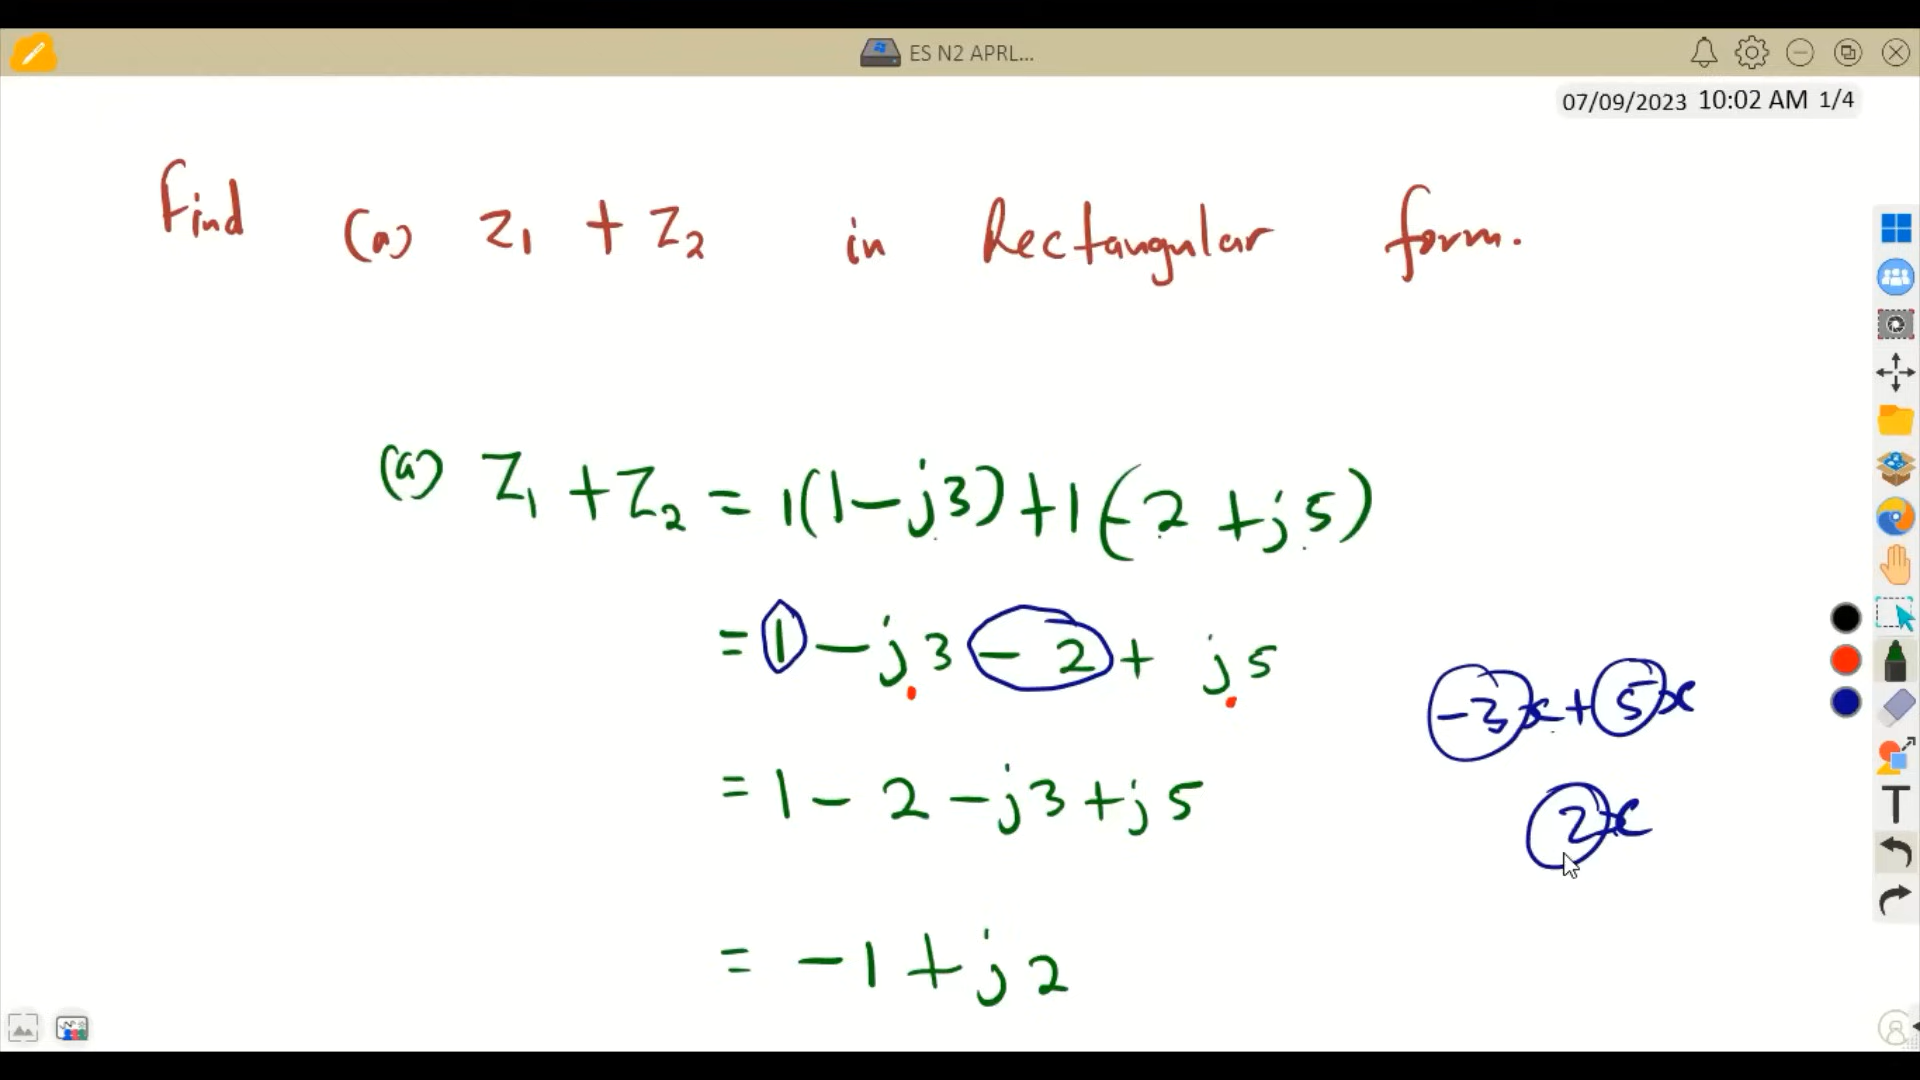 ES N2 APRL...
07/09/2023 10:02 AM 1/4
Find (a) Z₁ + Z₂ in Rectangular form.
(a) Z₁ + Z₂ = 1(1 - j3) + 1(-2 + j5)
= 1 - j3 - 2 + j5
-3x + 5x
= 1 - 2 - j3 + j5
2x
= -1 + j2
T